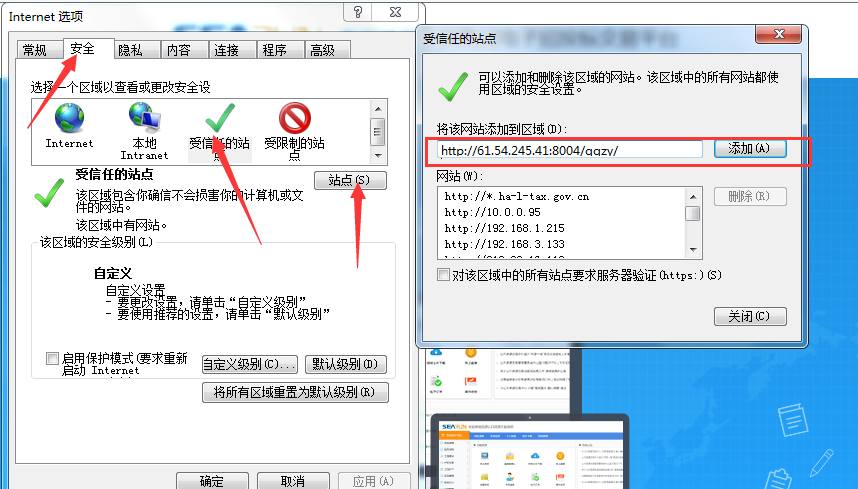 Internet 选项
常规
安全
隐私
内容
连接
程序
高级
选择一个区域以查看或更改安全设
Internet
本地
Intranet
受信任的站
点
受限制的站
点
受信任的站点
站点(S)
该区域包含你确信不会损害你的计算机或文
件的网站。
该区域中有网站。
该区域的安全级别(L)
自定义
自定义设置
- 要更改设置，请单击“自定义级别”
- 要使用推荐的设置，请单击“默认级别”
启用保护模式(要求重新
启动 Internet
自定义级别(C)...
默认级别(D)
将所有区域重置为默认级别(R)
确定
取消
应用(A)
受信任的站点
可以添加和删除该区域的网站。该区域中的所有网站都使
用区域的安全设置。
将该网站添加到区域(D):
http://61.54.245.41:8004/ggzy/
添加(A)
网站(W):
http://*.ha-l-tax.gov.cn
http://10.0.0.95
http://192.168.1.215
http://192.168.3.133
删除(R)
对该区域中的所有站点要求服务器验证(https:)(S)
关闭(C)